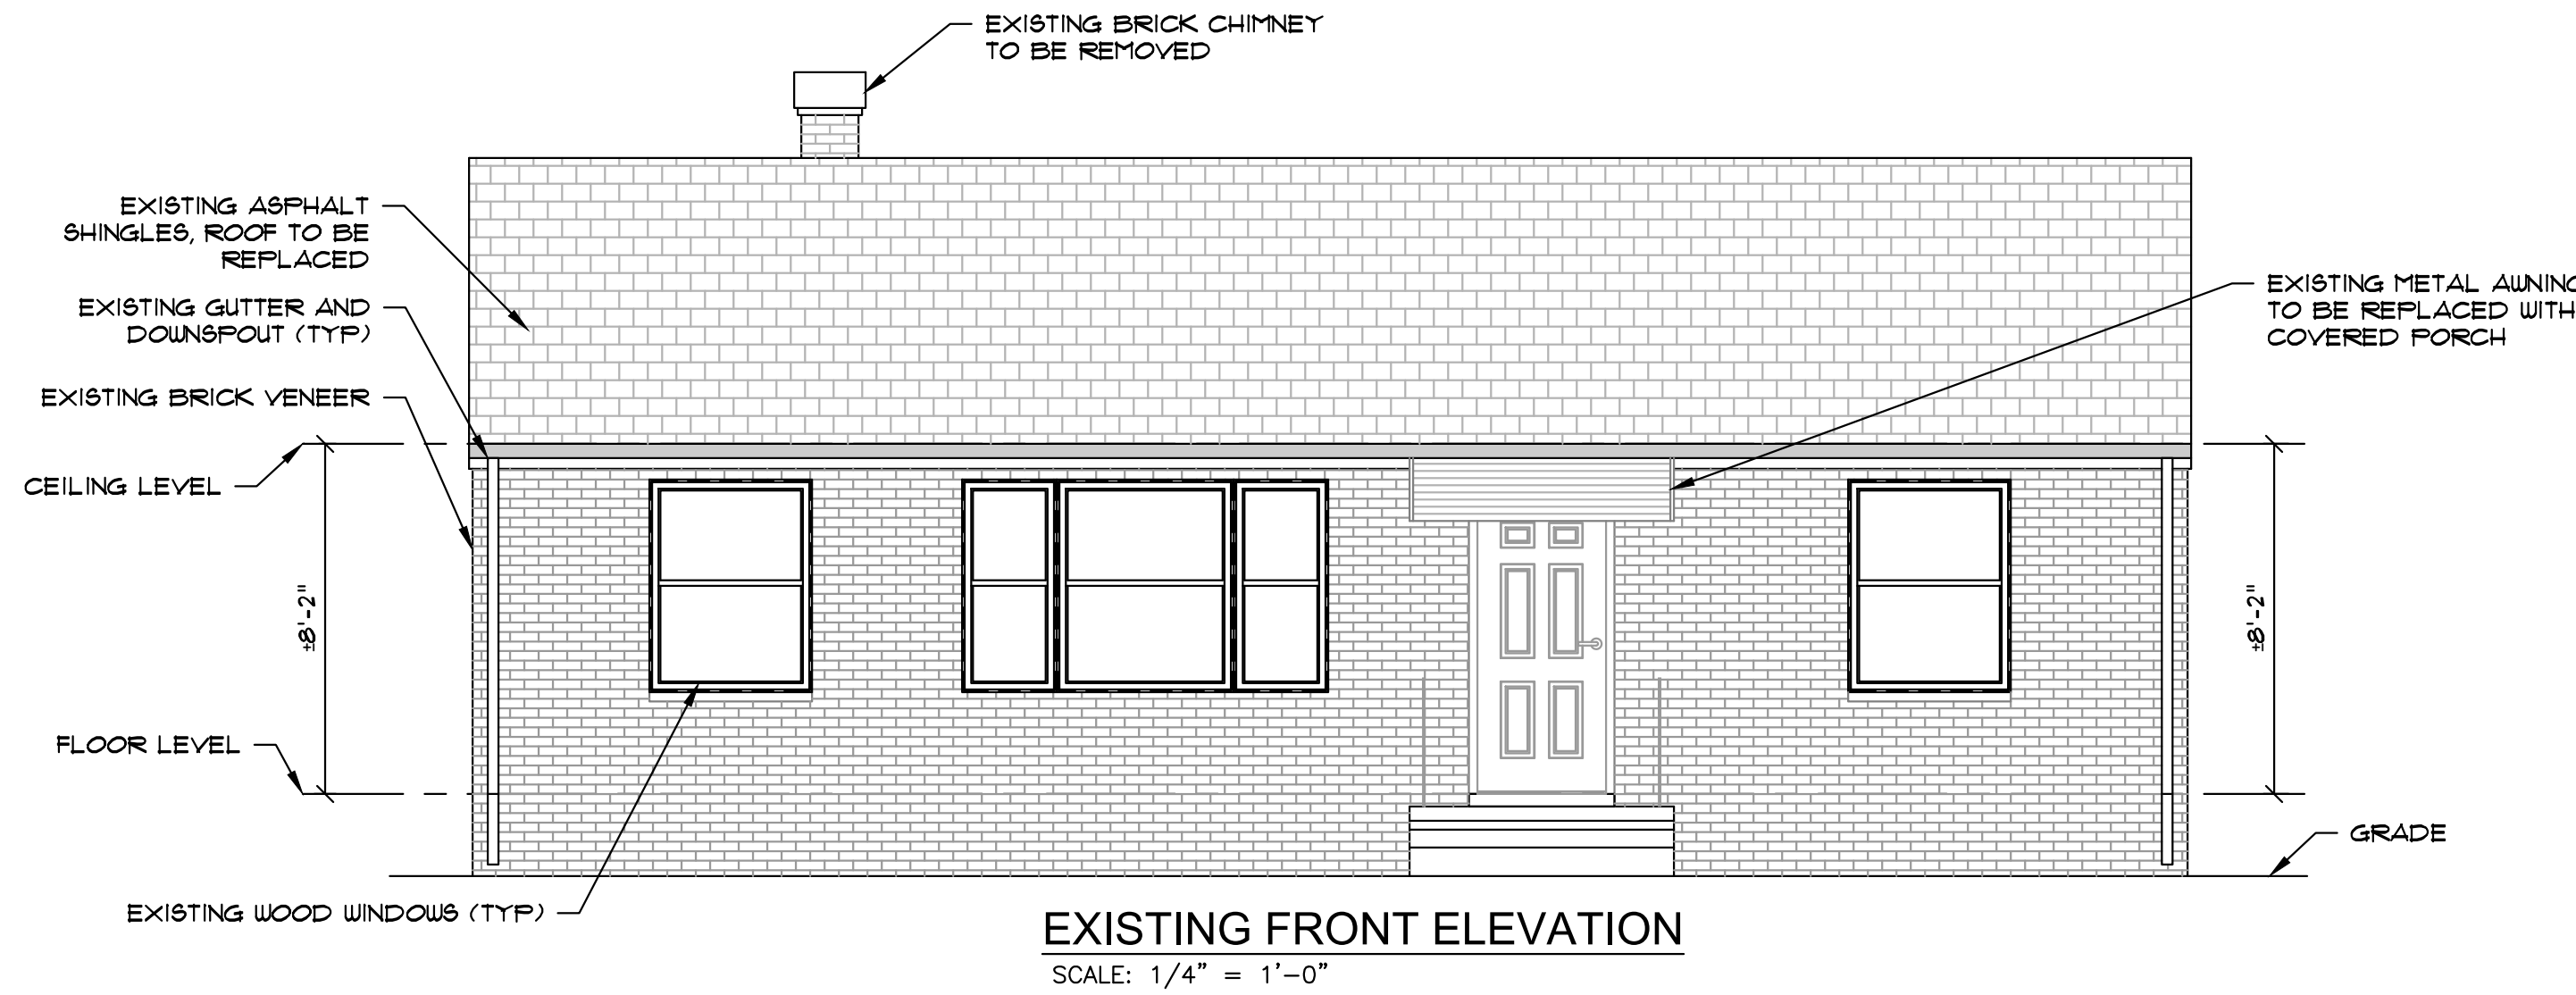 EXISTING BRICK CHIMNEY
TO BE REMOVED
EXISTING ASPHALT
SHINGLES, ROOF TO BE
REPLACED
EXISTING GUTTER AND
DOWNSPOUT (TYP)
EXISTING BRICK VENEER
CEILING LEVEL
±8'-2"
FLOOR LEVEL
EXISTING WOOD WINDOWS (TYP)
EXISTING METAL AWNING
TO BE REPLACED WITH
COVERED PORCH
±8'-2"
GRADE
EXISTING FRONT ELEVATION
SCALE: 1/4" = 1'-0"